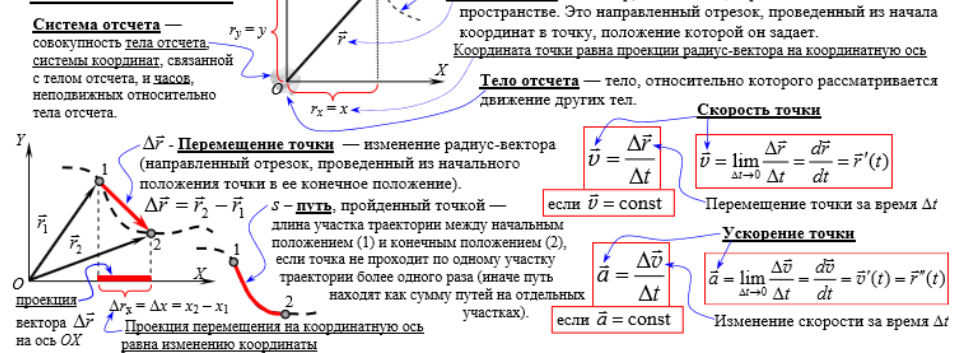 пространстве. Это направленный отрезок, проведенный из начала
координат в точку, положение которой он задает.
Координата точки равна проекции радиус-вектора на координатную ось
Система отсчета —
совокупность тела отсчета,
системы координат, связанной
с телом отсчета, и часов,
неподвижных относительно
тела отсчета.
r_y = y
r⃗
X
O
r_x = x
Тело отсчета — тело, относительно которого рассматривается
движение других тел.
Y
1
r⃗₁
r⃗₂
2
X
O
Δr⃗ - Перемещение точки — изменение радиус-вектора
(направленный отрезок, проведенный из начального
положения точки в ее конечное положение).
Δr⃗ = r⃗₂ − r⃗₁
s – путь, пройденный точкой —
длина участка траектории между начальным
положением (1) и конечным положением (2),
если точка не проходит по одному участку
траектории более одного раза (иначе путь
находят как сумму путей на отдельных
участках).
1
2
проекция
вектора Δr⃗
на ось OX
Δr_x = Δx = x₂ − x₁
Проекция перемещения на координатную ось
равна изменению координаты
Скорость точки
υ⃗ = Δr⃗/Δt
если υ⃗ = const
υ⃗ = lim_{Δt→0} Δr⃗/Δt = dr⃗/dt = r⃗′(t)
Перемещение точки за время Δt
Ускорение точки
a⃗ = Δυ⃗/Δt
если a⃗ = const
a⃗ = lim_{Δt→0} Δυ⃗/Δt = dυ⃗/dt = υ⃗′(t) = r⃗″(t)
Изменение скорости за время Δt